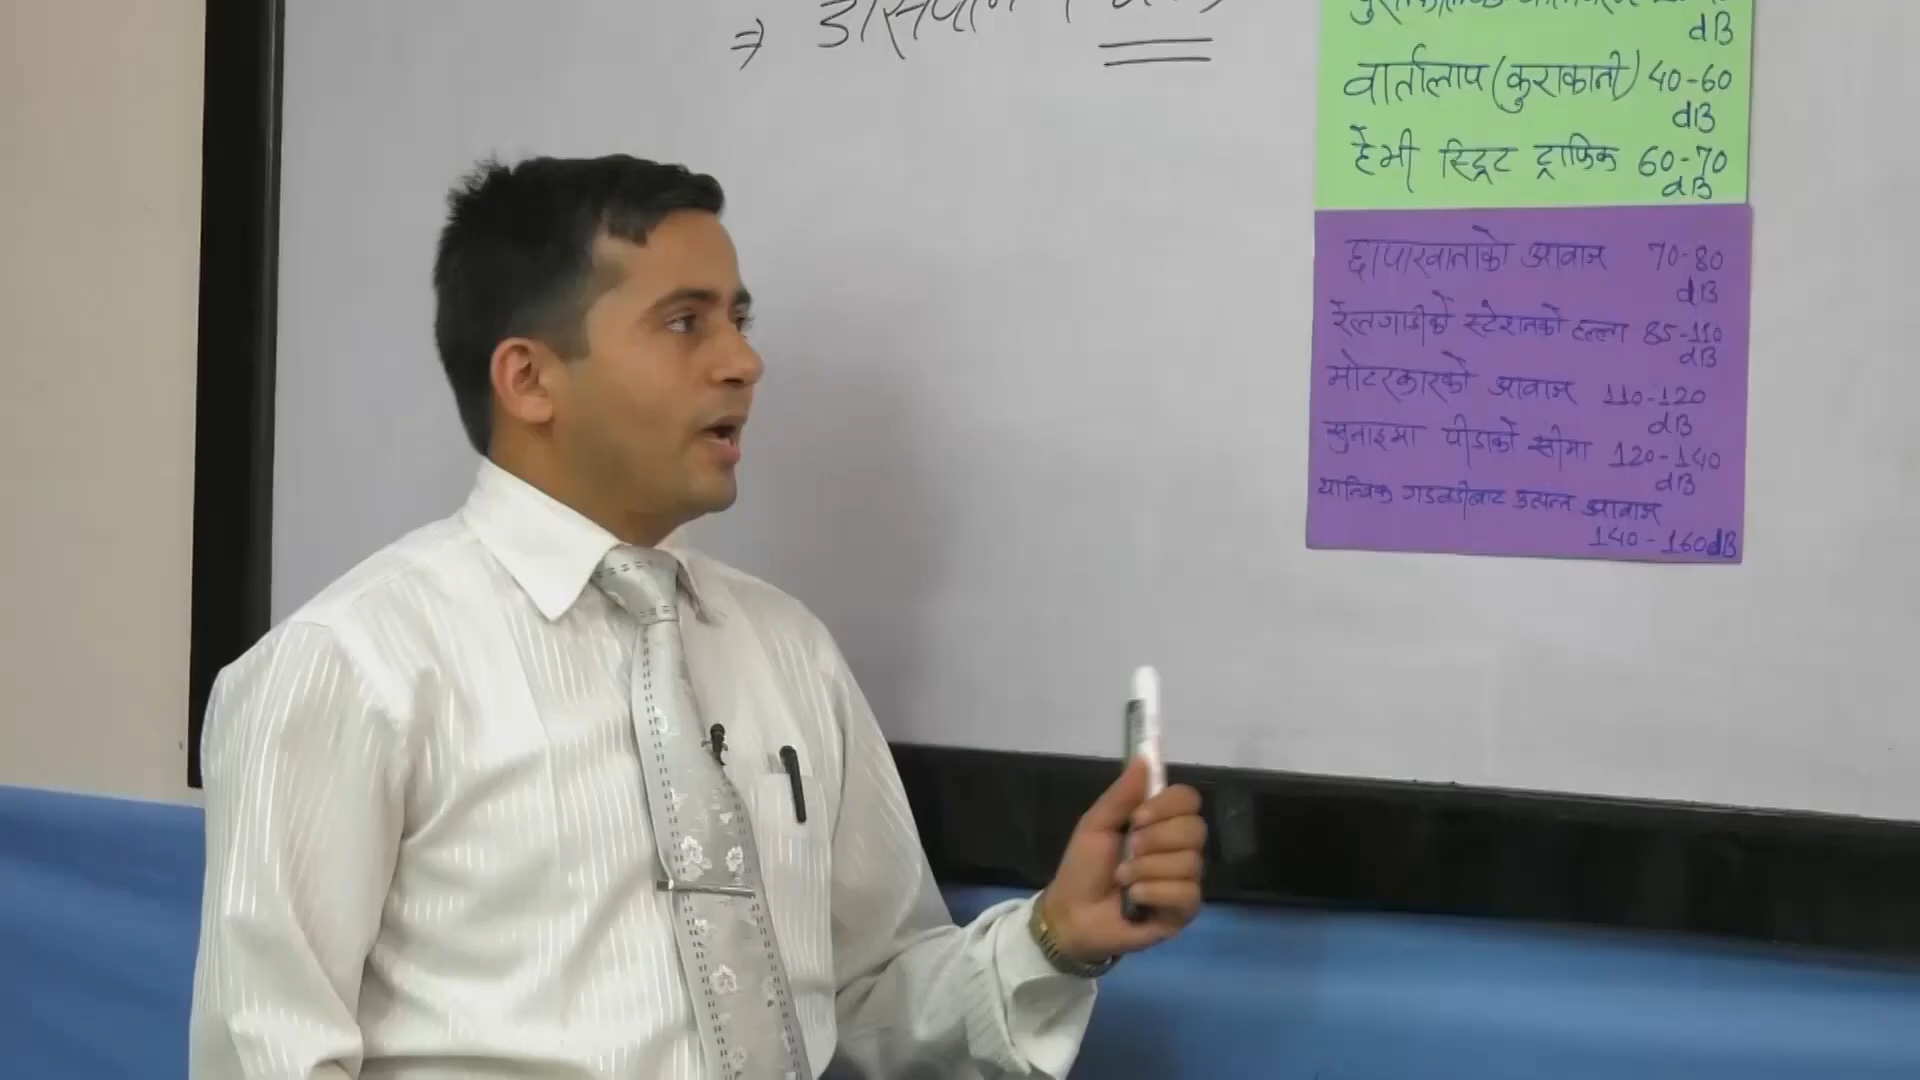 ⇒
dB
वार्तालाप (कुराकानी) 40-60
dB
हेभी स्ट्रिट ट्राफिक 60-70
dB
छापाखानाको आवाज 70-80
dB
रेलगाडीको स्टेशनको हल्ला 85-110
dB
मोटरकारको आवाज 110-120
dB
सुनाइमा पीडाको सीमा 120-140
dB
यान्त्रिक गडबडीबाट उत्पन्न आवाज
140-160dB